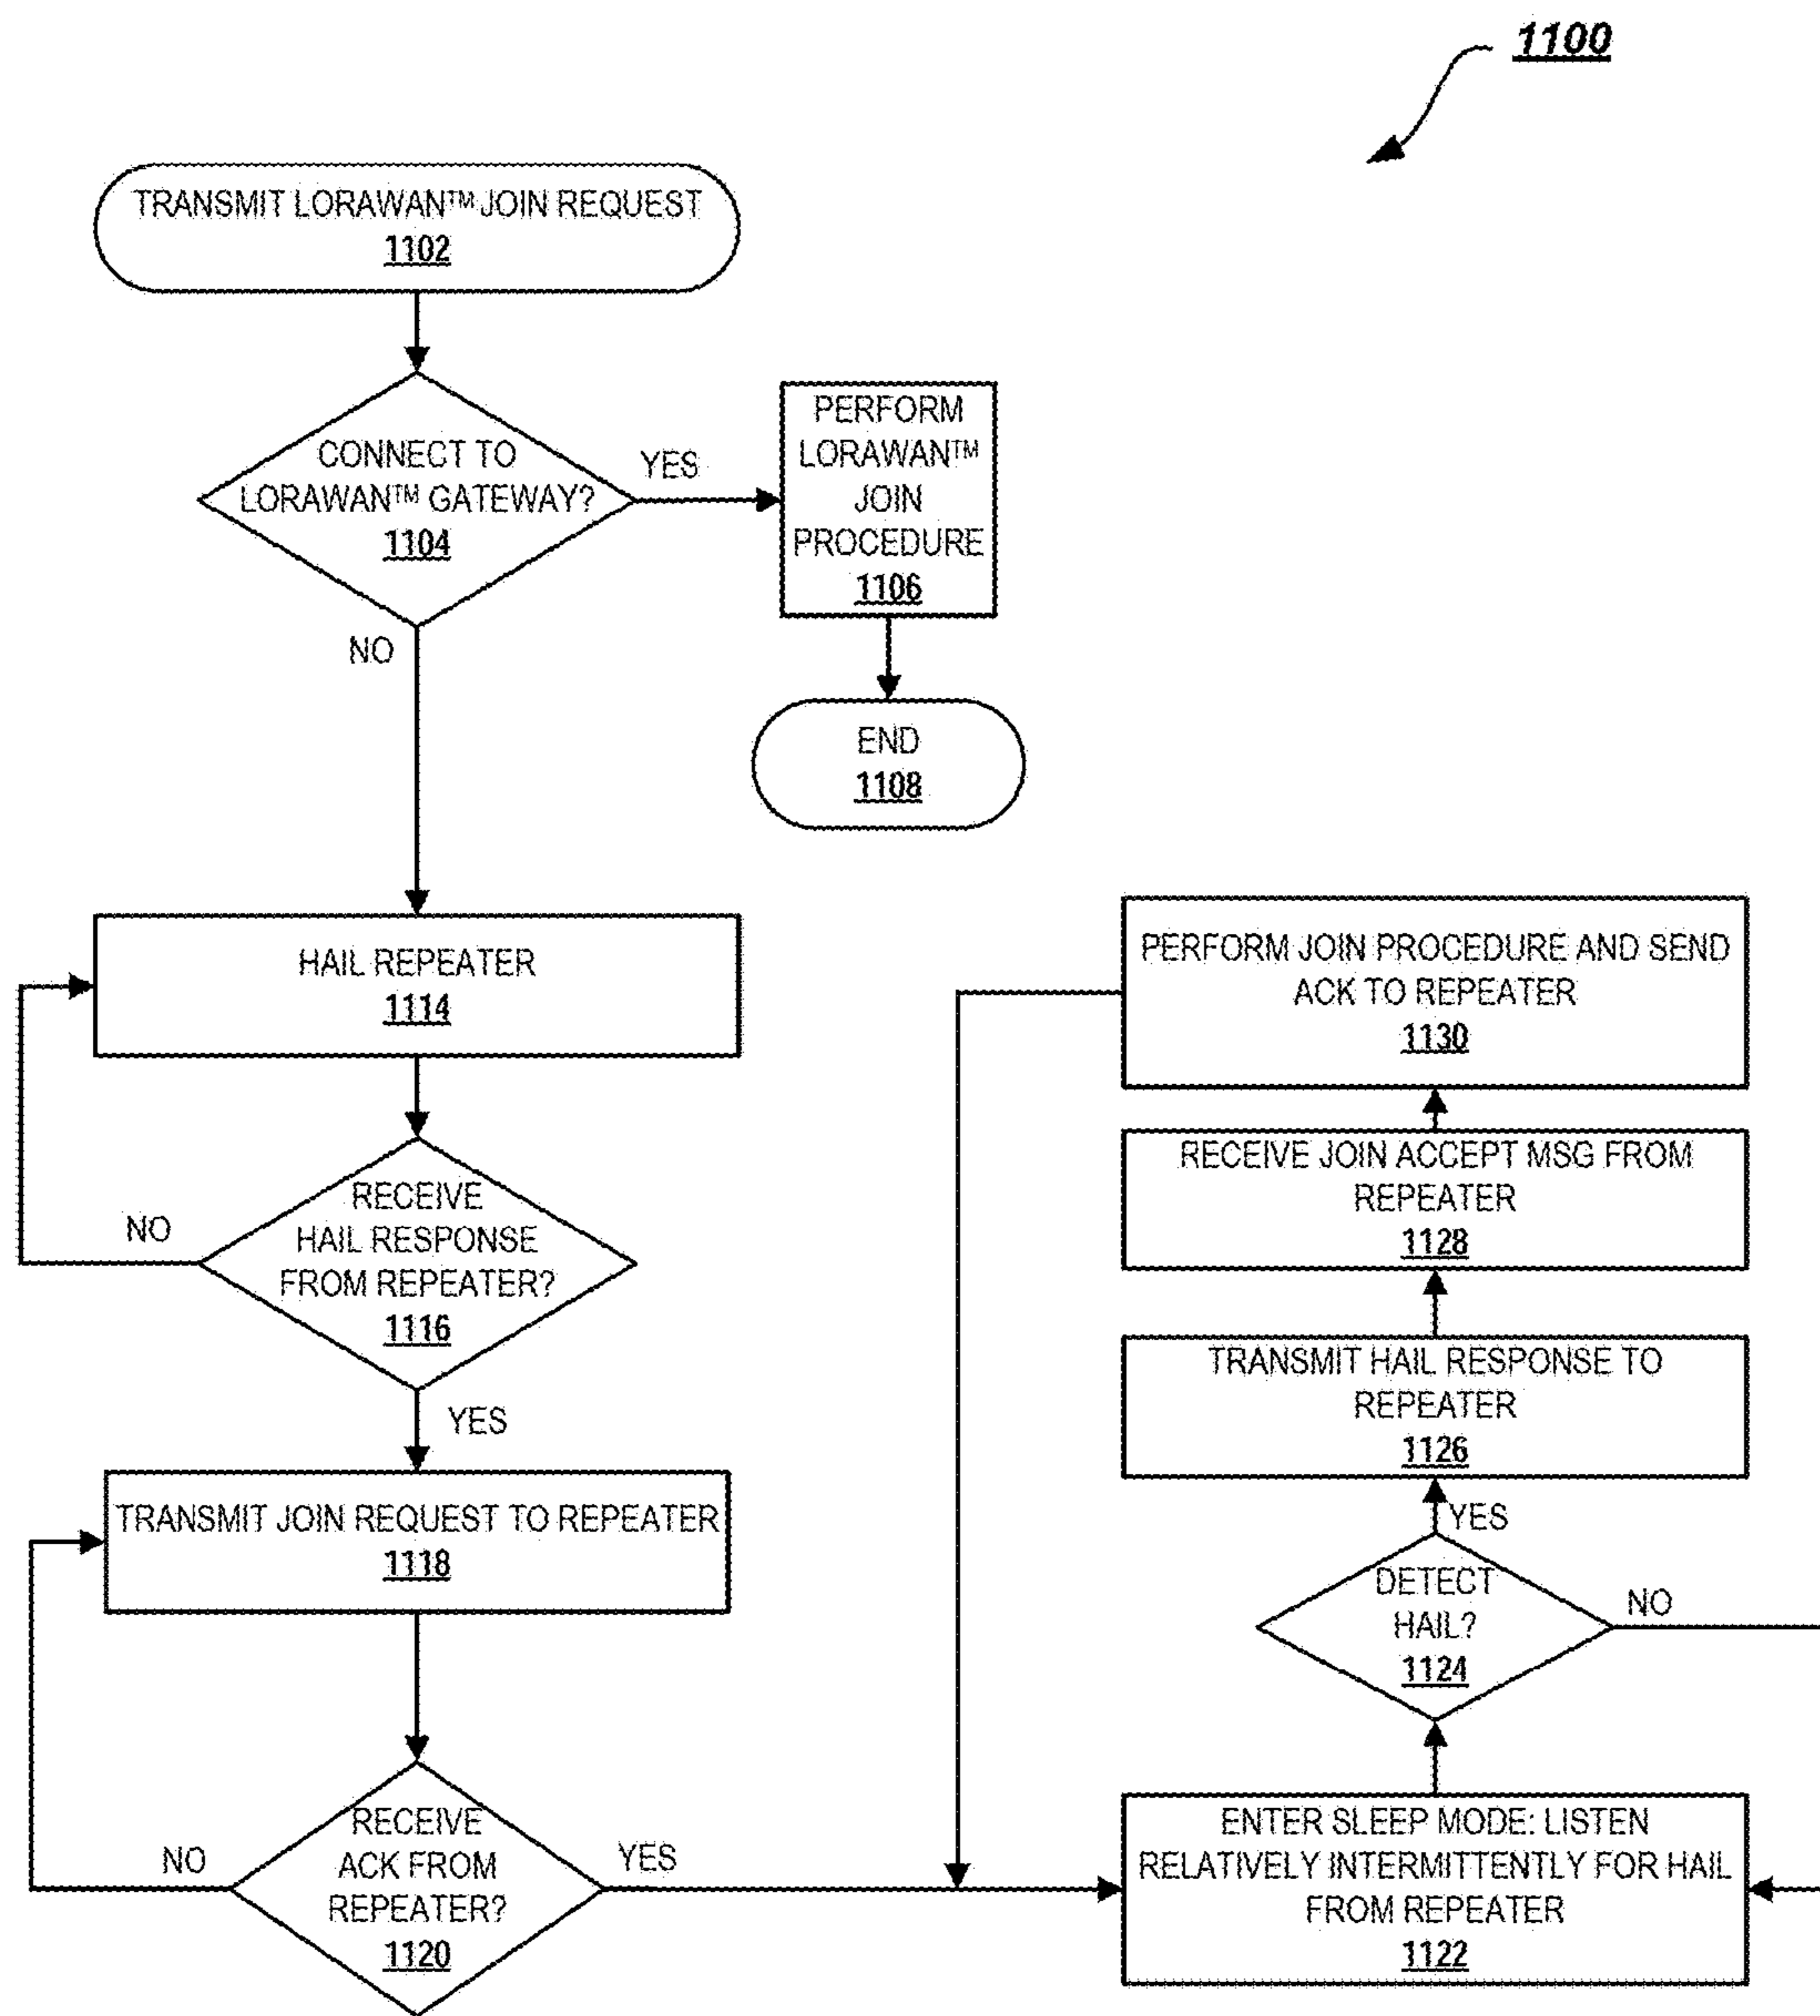 1100
TRANSMIT LORAWAN™ JOIN REQUEST
1102
CONNECT TO
LORAWAN™ GATEWAY?
1104
YES
NO
PERFORM
LORAWAN™
JOIN
PROCEDURE
1106
END
1108
HAIL REPEATER
1114
RECEIVE
HAIL RESPONSE
FROM REPEATER?
1116
NO
YES
TRANSMIT JOIN REQUEST TO REPEATER
1118
RECEIVE
ACK FROM
REPEATER?
1120
NO
YES
ENTER SLEEP MODE: LISTEN
RELATIVELY INTERMITTENTLY FOR HAIL
FROM REPEATER
1122
DETECT
HAIL?
1124
YES
NO
TRANSMIT HAIL RESPONSE TO
REPEATER
1126
RECEIVE JOIN ACCEPT MSG FROM
REPEATER
1128
PERFORM JOIN PROCEDURE AND SEND
ACK TO REPEATER
1130